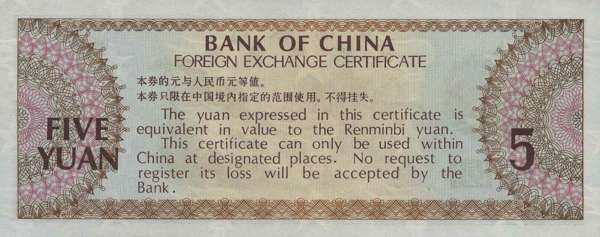 BANK OF CHINA
FOREIGN EXCHANGE CERTIFICATE
本券的元与人民币元等值。
本券只限在中国境内指定的范围使用。不得挂失。
The yuan expressed in this certificate is
equivalent in value to the Renminbi yuan.
This certificate can only be used within
China at designated places. No request to
register its loss will be accepted by the
Bank.
FIVE
YUAN
5